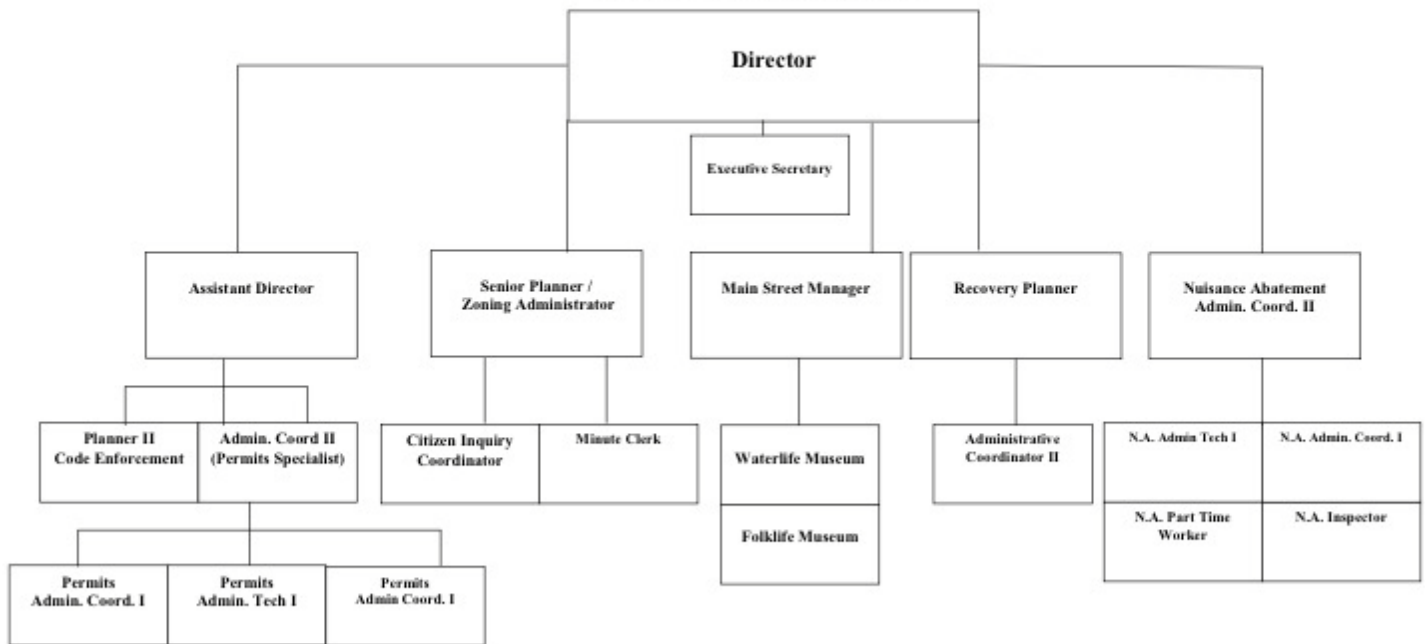 Director
Executive Secretary
Assistant Director
Senior Planner /
Zoning Administrator
Main Street Manager
Recovery Planner
Nuisance Abatement
Admin. Coord. II
Planner II
Code Enforcement
Admin. Coord II
(Permits Specialist)
Citizen Inquiry
Coordinator
Minute Clerk
Waterlife Museum
Folklife Museum
Administrative
Coordinator II
N.A. Admin Tech I
N.A. Admin. Coord. I
N.A. Part Time
Worker
N.A. Inspector
Permits
Admin. Coord. I
Permits
Admin. Tech I
Permits
Admin Coord. I